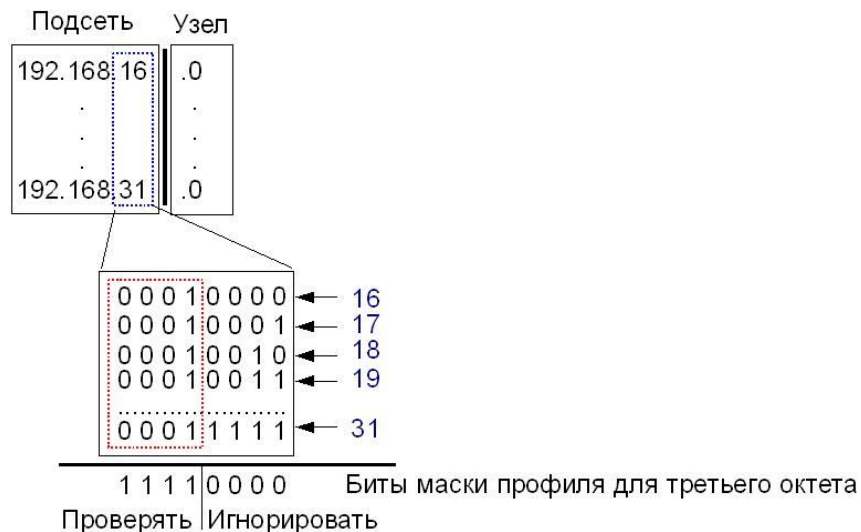 Подсеть Узел
192.168.16 .0
. .
. .
. .
192.168.31 .0
0 0 0 1 0 0 0 0 16
0 0 0 1 0 0 0 1 17
0 0 0 1 0 0 1 0 18
0 0 0 1 0 0 1 1 19
........................
0 0 0 1 1 1 1 1 31
1 1 1 1 0 0 0 0 Биты маски профиля для третьего октета
Проверять Игнорировать